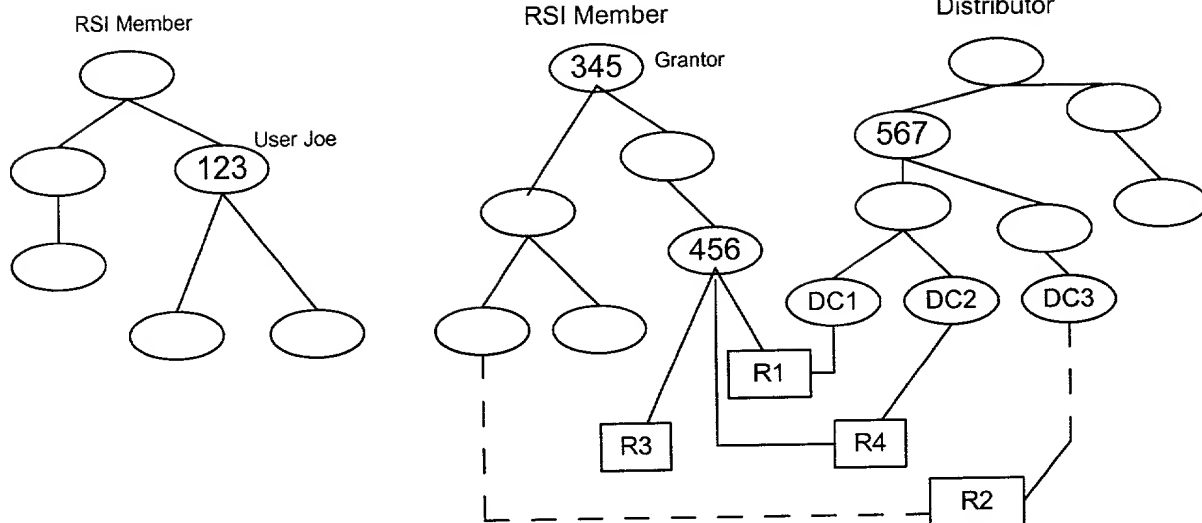 RSI Member
RSI Member
Distributor
345
Grantor
567
User Joe
123
456
DC1
DC2
DC3
R1
R3
R4
R2